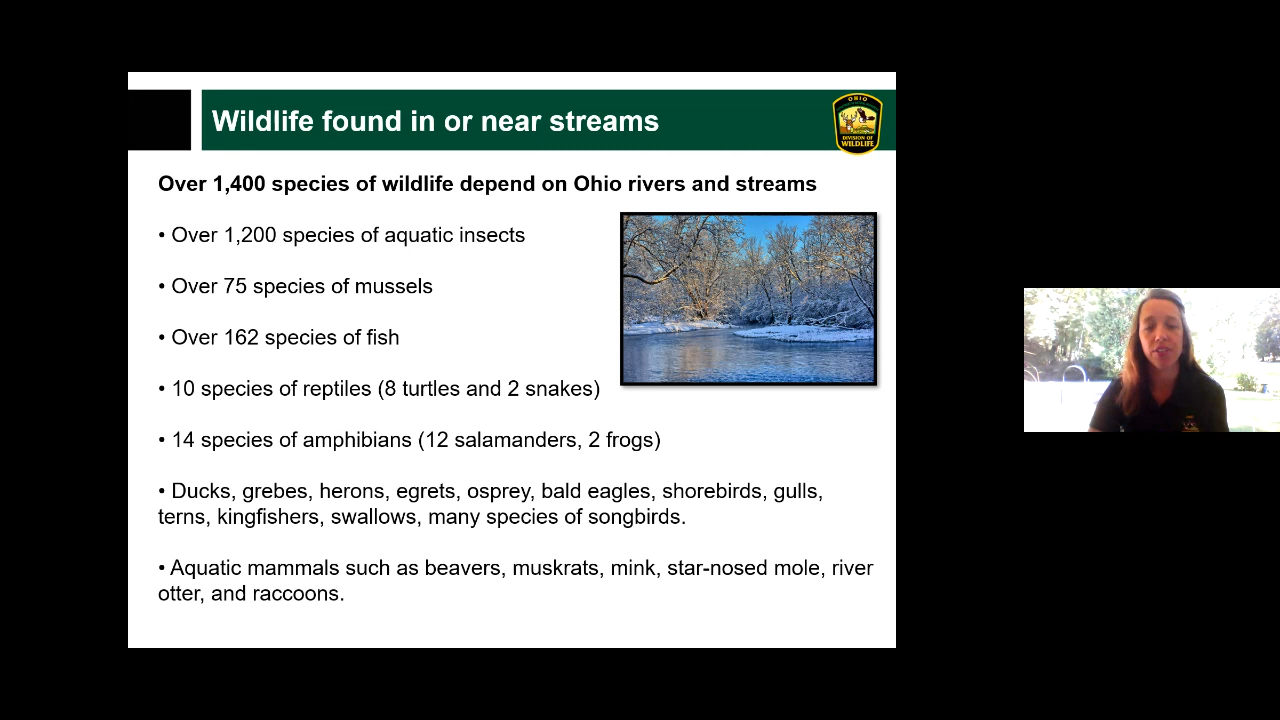 Wildlife found in or near streams
OHIO
DIVISION OF
WILDLIFE
Over 1,400 species of wildlife depend on Ohio rivers and streams
• Over 1,200 species of aquatic insects
• Over 75 species of mussels
• Over 162 species of fish
• 10 species of reptiles (8 turtles and 2 snakes)
• 14 species of amphibians (12 salamanders, 2 frogs)
• Ducks, grebes, herons, egrets, osprey, bald eagles, shorebirds, gulls,
terns, kingfishers, swallows, many species of songbirds.
• Aquatic mammals such as beavers, muskrats, mink, star-nosed mole, river
otter, and raccoons.